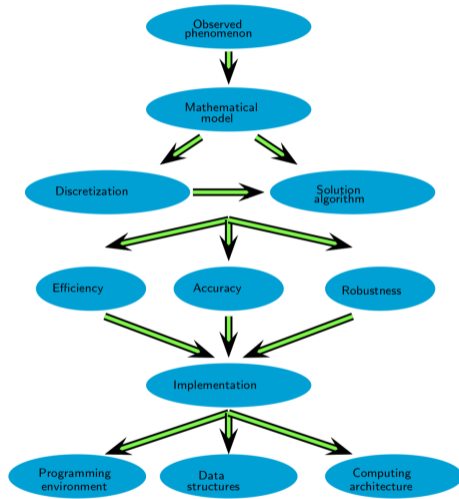 Observed
phenomenon
Mathematical
model
Discretization
Solution
algorithm
Efficiency
Accuracy
Robustness
Implementation
Programming
environment
Data
structures
Computing
architecture